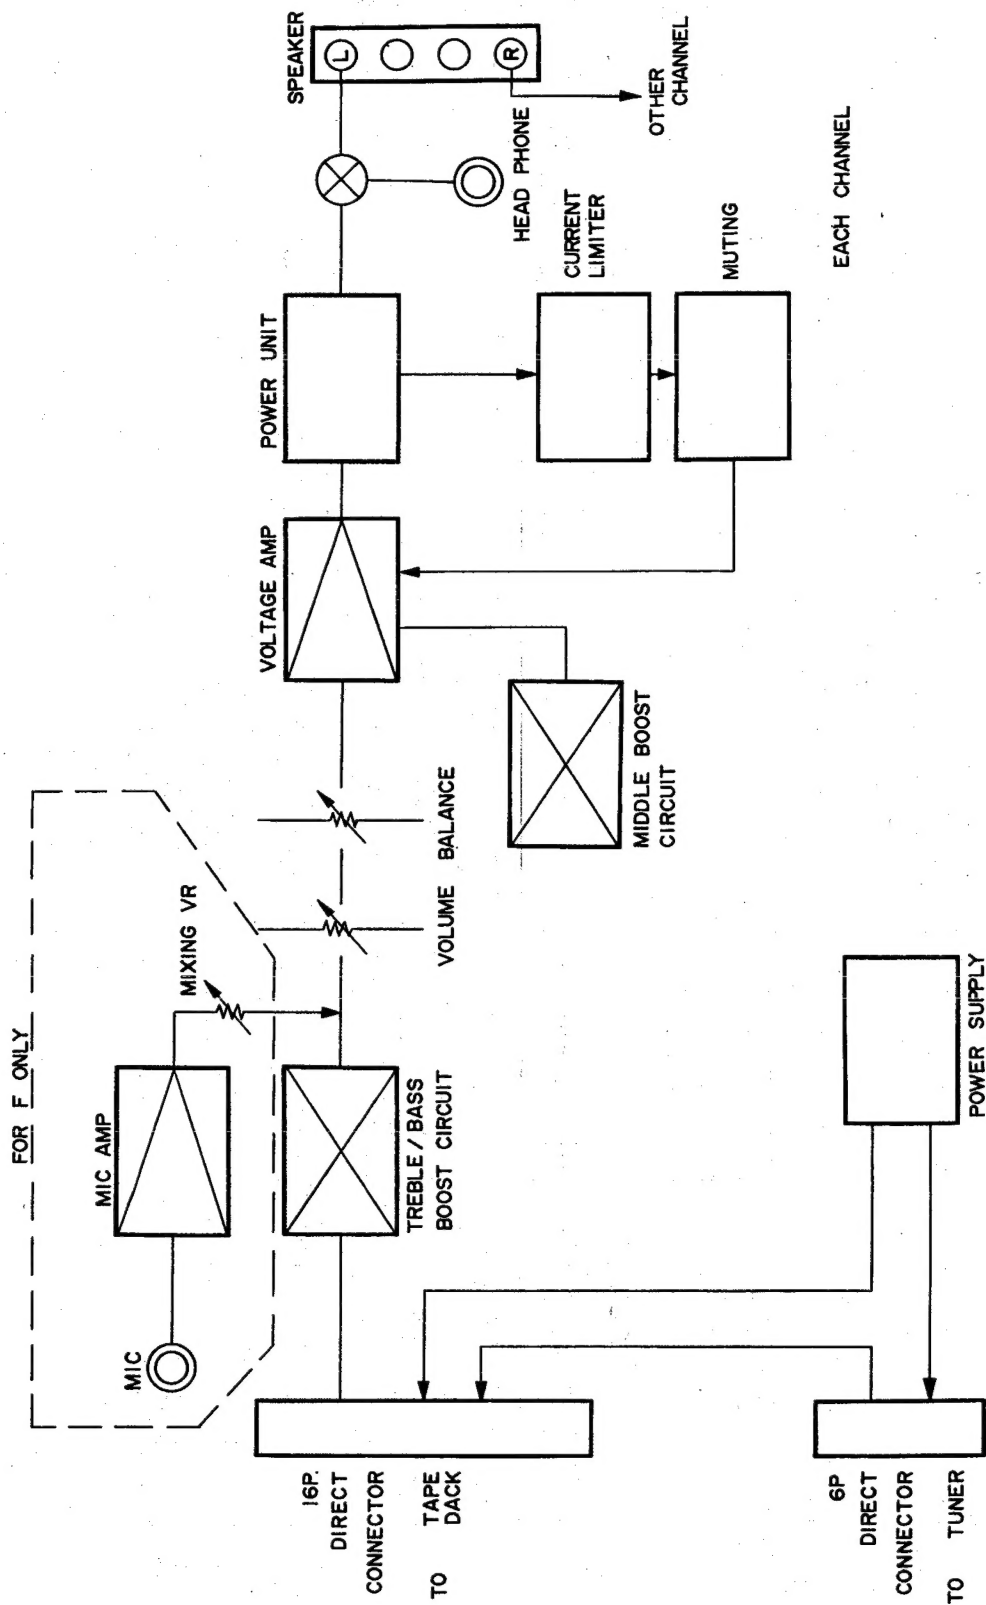 FOR F ONLY
MIC
MIC AMP
MIXING VR
16P.
DIRECT
CONNECTOR
TO TAPE
DACK
TREBLE / BASS
BOOST CIRCUIT
VOLUME
BALANCE
VOLTAGE AMP
POWER UNIT
SPEAKER
L
R
HEAD PHONE
OTHER
CHANNEL
MIDDLE BOOST
CIRCUIT
CURRENT
LIMITER
MUTING
EACH CHANNEL
6P
DIRECT
CONNECTOR
TO TUNER
POWER SUPPLY